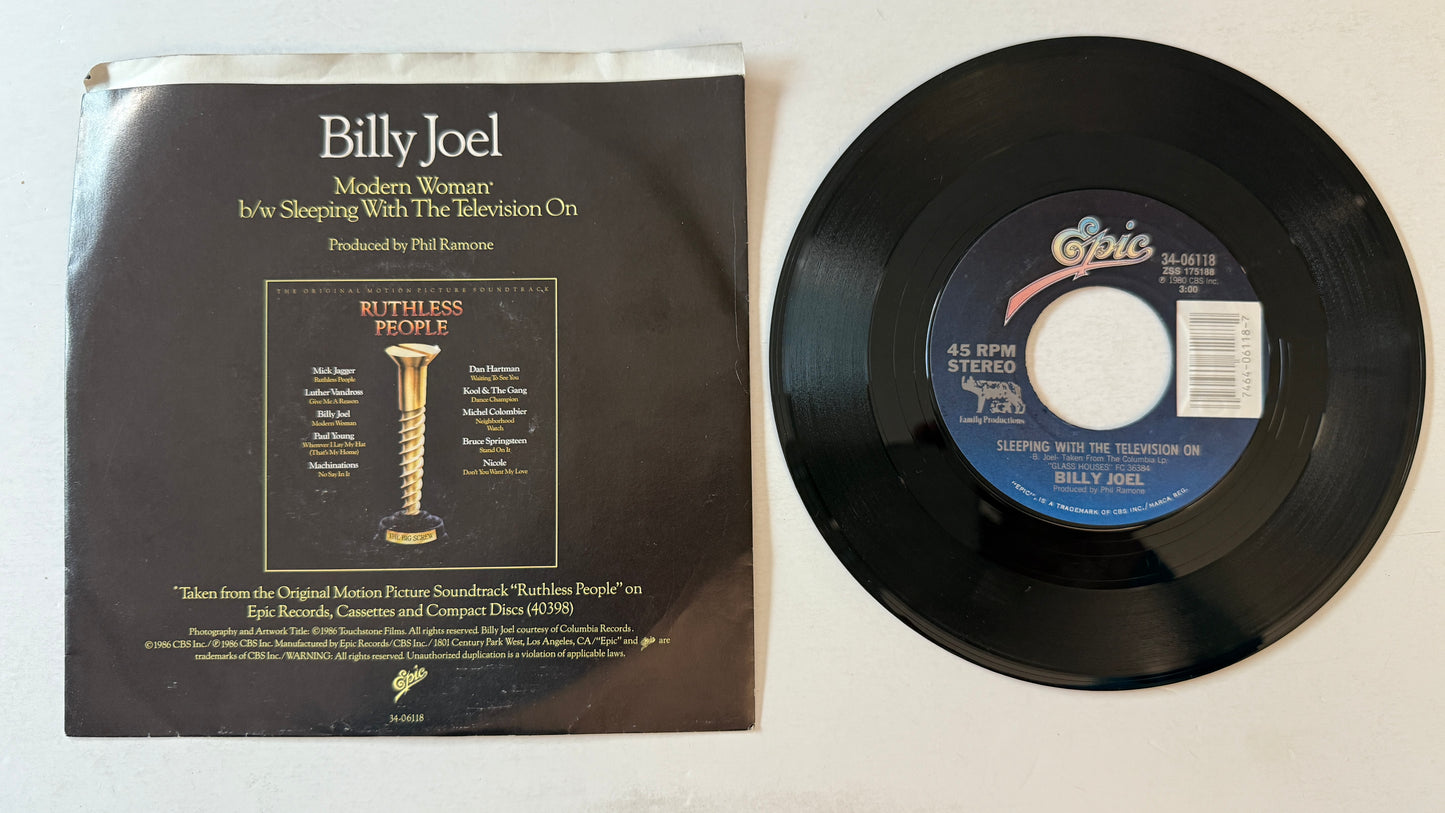 Billy Joel
Modern Woman*
b/w Sleeping With The Television On
Produced by Phil Ramone
THE ORIGINAL MOTION PICTURE SOUNDTRACK
RUTHLESS
PEOPLE
Mick Jagger
Ruthless People
Luther Vandross
Give Me A Reason
Billy Joel
Modern Woman
Paul Young
Wherever I Lay My Hat
(That's My Home)
Machinations
No Say In It
Dan Hartman
Waiting To See You
Kool & The Gang
Dance Champion
Michel Colombier
Neighborhood
Watch
Bruce Springsteen
Stand On It
Nicole
Don't You Want My Love
THE BIG SCREW
*Taken from the Original Motion Picture Soundtrack “Ruthless People” on
Epic Records, Cassettes and Compact Discs (40398)
Photography and Artwork Title: ©1986 Touchstone Films. All rights reserved. Billy Joel courtesy of Columbia Records.
©1986 CBS Inc./℗1986 CBS Inc. Manufactured by Epic Records/CBS Inc./1801 Century Park West, Los Angeles, CA/“Epic” and Epic are
trademarks of CBS Inc./WARNING: All rights reserved. Unauthorized duplication is a violation of applicable laws.
Epic
34-06118
Epic
34-06118
ZSS 175188
℗ 1980 CBS Inc.
3:00
45 RPM
STEREO
7464-06118-7
Family Productions
SLEEPING WITH THE TELEVISION ON
B. Joel- Taken From The Columbia Lp:
"GLASS HOUSES" FC 36384
BILLY JOEL
Produced by Phil Ramone
"EPIC", IS A TRADEMARK OF CBS INC./MARCA REG.